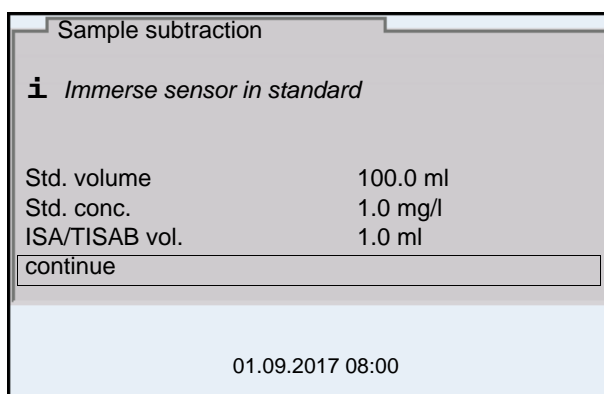 Sample subtraction
i Immerse sensor in standard
Std. volume 100.0 ml
Std. conc. 1.0 mg/l
ISA/TISAB vol. 1.0 ml
continue
01.09.2017 08:00